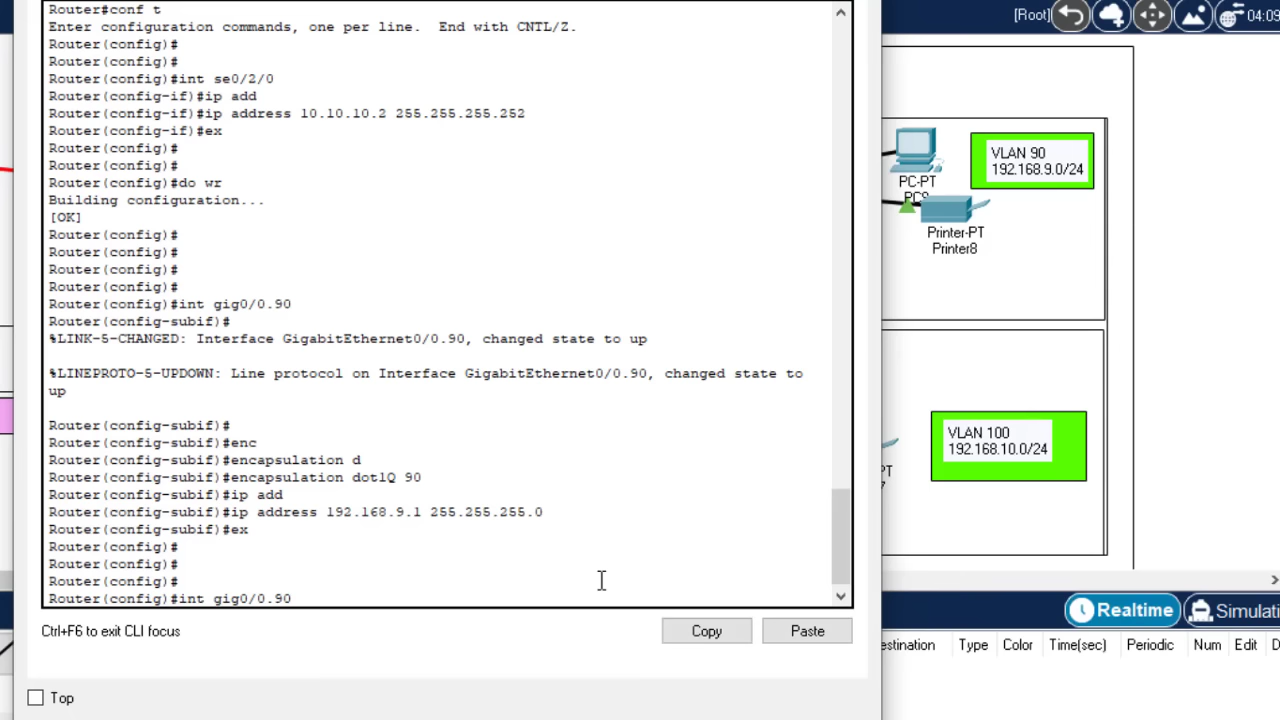 Router#conf t
Enter configuration commands, one per line.  End with CNTL/Z.
Router(config)#
Router(config)#
Router(config)#int se0/2/0
Router(config-if)#ip add
Router(config-if)#ip address 10.10.10.2 255.255.255.252
Router(config-if)#ex
Router(config)#
Router(config)#
Router(config)#do wr
Building configuration...
[OK]
Router(config)#
Router(config)#
Router(config)#
Router(config)#
Router(config)#int gig0/0.90
Router(config-subif)#
%LINK-5-CHANGED: Interface GigabitEthernet0/0.90, changed state to up
%LINEPROTO-5-UPDOWN: Line protocol on Interface GigabitEthernet0/0.90, changed state to
up
Router(config-subif)#
Router(config-subif)#enc
Router(config-subif)#encapsulation d
Router(config-subif)#encapsulation dot1Q 90
Router(config-subif)#ip add
Router(config-subif)#ip address 192.168.9.1 255.255.255.0
Router(config-subif)#ex
Router(config)#
Router(config)#
Router(config)#
Router(config)#int gig0/0.90
Ctrl+F6 to exit CLI focus
Copy
Paste
Top
[Root]
04:09
PC-PT
PC9
VLAN 90
192.168.9.0/24
Printer-PT
Printer8
VLAN 100
192.168.10.0/24
PT
7
Realtime
Simulati
estination Type Color Time(sec) Periodic Num Edit D